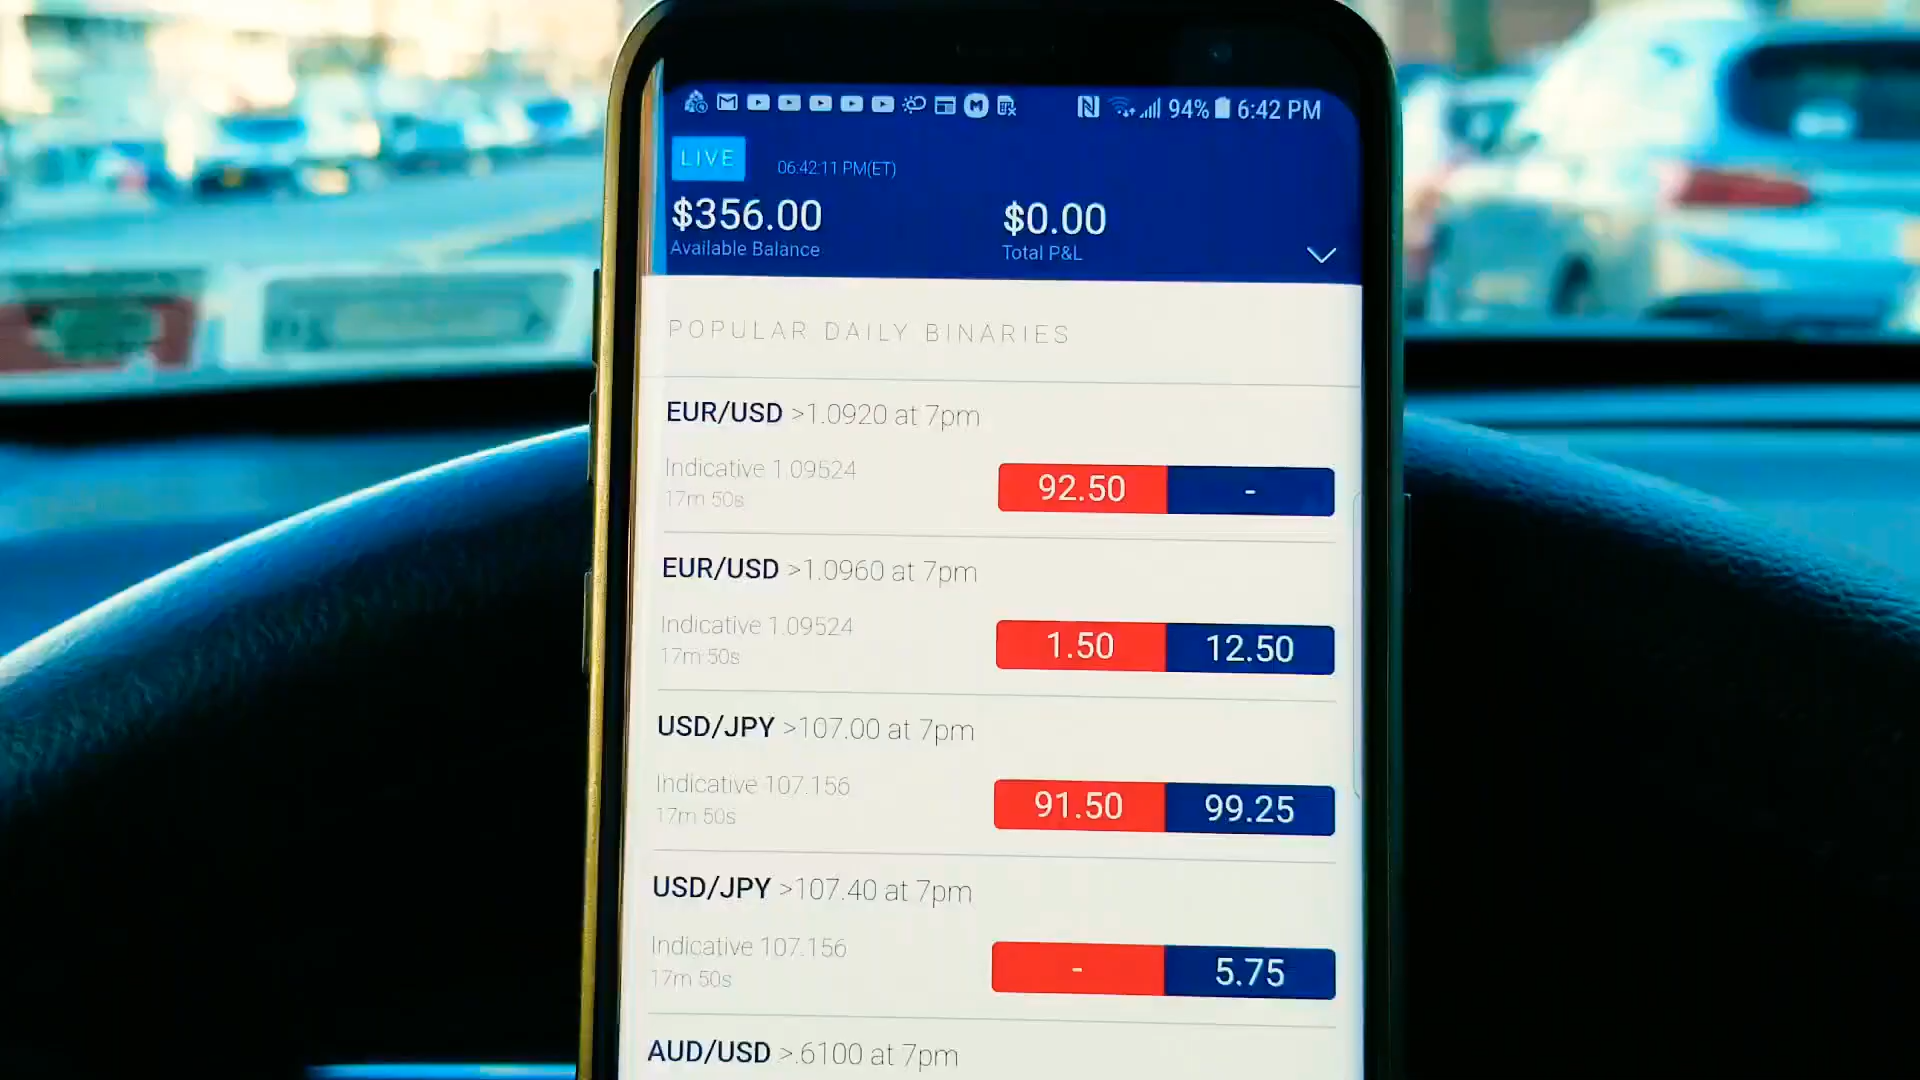 94% 6:42 PM
LIVE 06:42:11 PM(ET)
$356.00 $0.00
Available Balance Total P&L
POPULAR DAILY BINARIES
EUR/USD >1.0920 at 7pm
Indicative 1.09524
17m 50s
92.50 -
EUR/USD >1.0960 at 7pm
Indicative 1.09524
17m 50s
1.50 12.50
USD/JPY >107.00 at 7pm
Indicative 107.156
17m 50s
91.50 99.25
USD/JPY >107.40 at 7pm
Indicative 107.156
17m 50s
- 5.75
AUD/USD >.6100 at 7pm